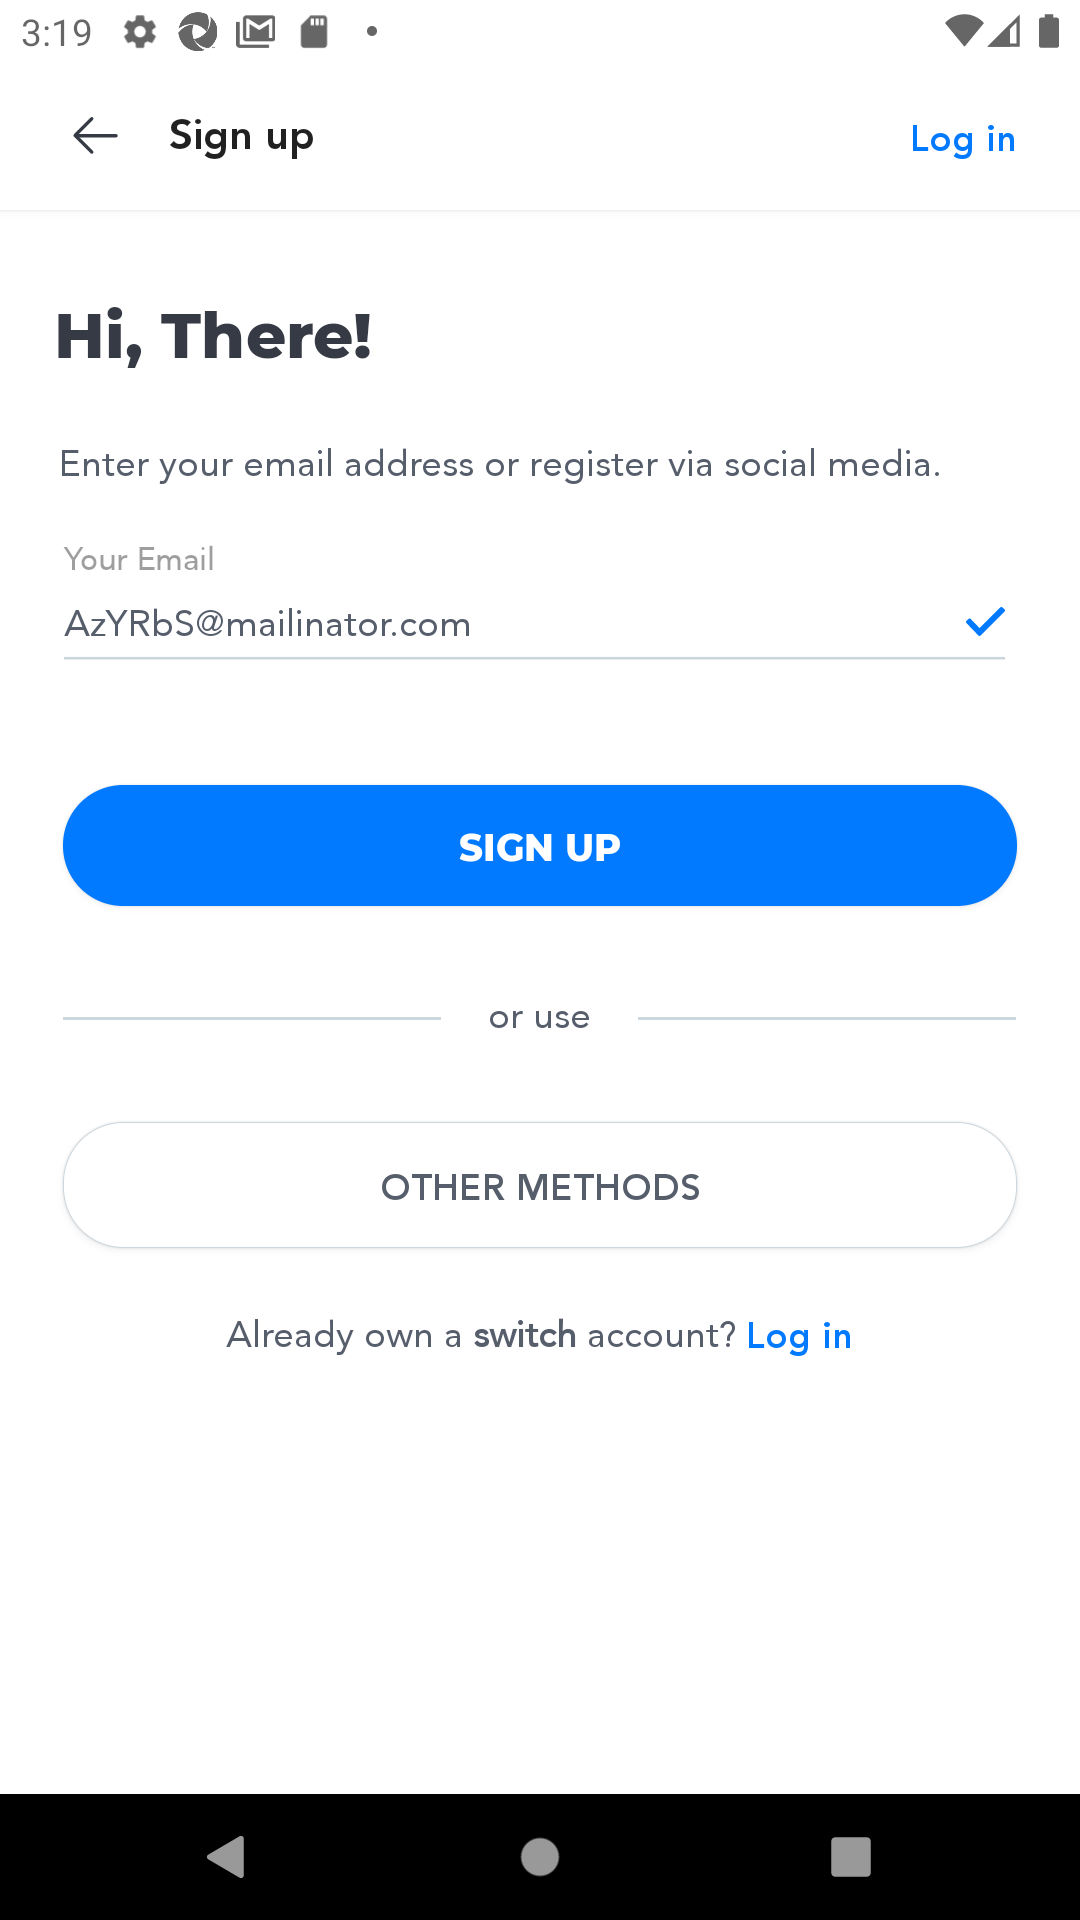 3:19
Sign up
Log in
Hi, There!
Enter your email address or register via social media.
Your Email
AzYRbS@mailinator.com
SIGN UP
or use
OTHER METHODS
Already own a switch account? Log in